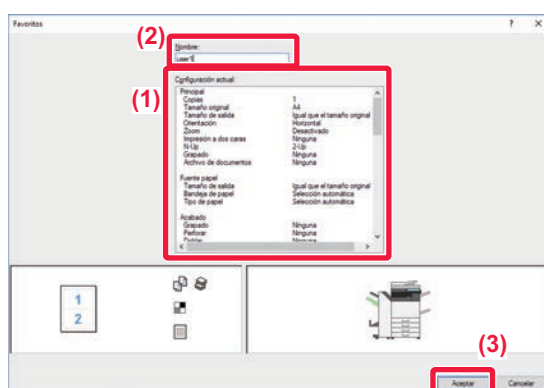 Favoritos ? X
(2)
Nombre:
user1
(1)
Configuración actual:
Principal
Copias 1
Tamaño original A4
Tamaño de salida Igual que el tamaño original
Orientación Horizontal
Zoom Desactivado
Impresión a dos caras Ninguna
N-Up 2-Up
Grapado Ninguna
Archivo de documentos Ninguna
Fuente papel
Tamaño de salida Igual que el tamaño original
Bandeja de papel Selección automática
Tipo de papel Selección automática
Acabado
Grapado Ninguna
Perforar Ninguna
Doblar Ninguna
1
2
(3)
Aceptar Cancelar